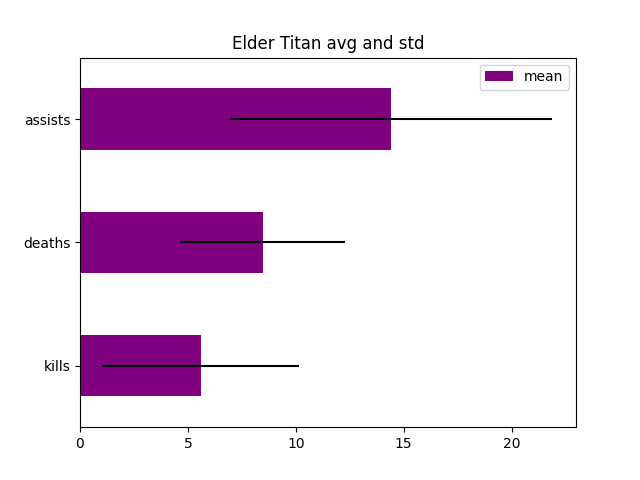 Elder Titan avg and std
mean
assists
deaths
kills
0 5 10 15 20